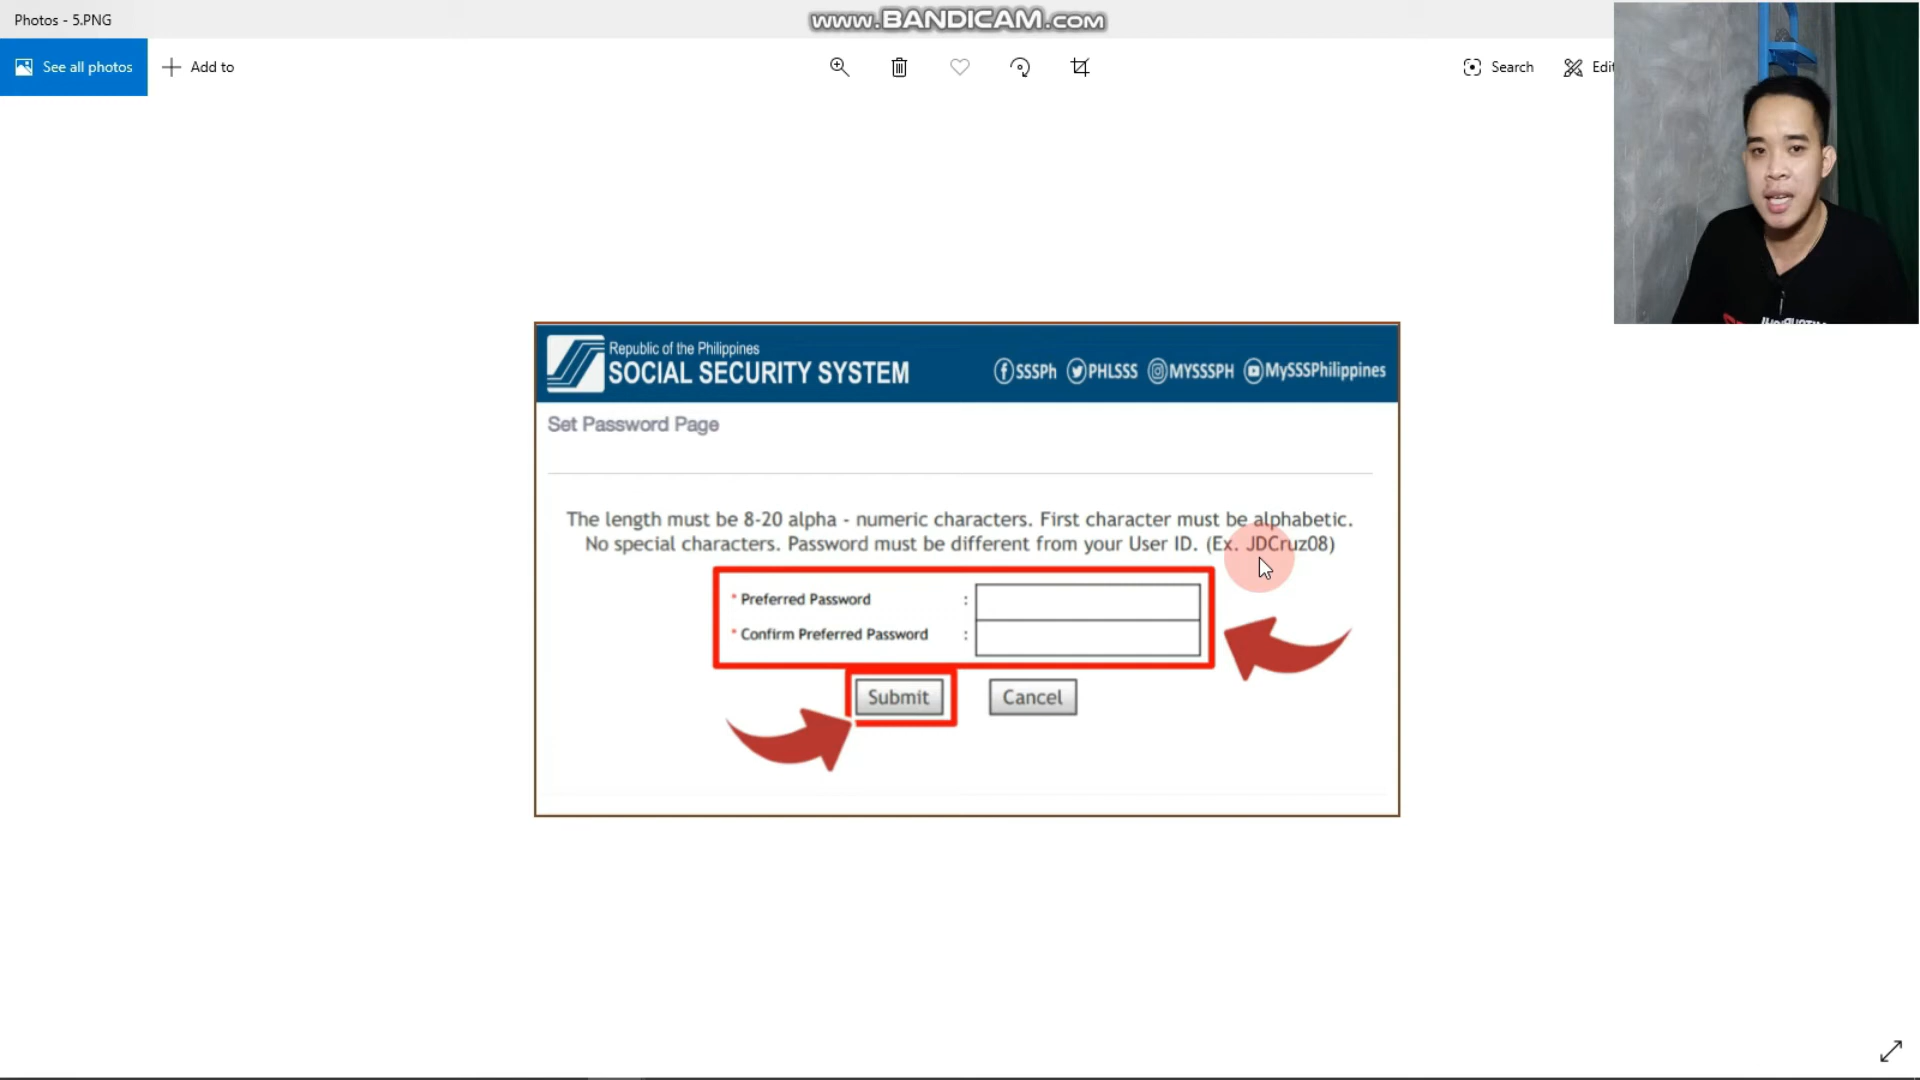 Photos - 5.PNG
www.BANDICAM.com
See all photos
Add to
Search
Edit
Republic of the Philippines
SOCIAL SECURITY SYSTEM
SSSPh
PHLSSS
MYSSSPH
MySSSPhilippines
Set Password Page
The length must be 8-20 alpha - numeric characters. First character must be alphabetic.
No special characters. Password must be different from your User ID. (Ex. JDCruz08)
* Preferred Password :
* Confirm Preferred Password :
Submit
Cancel